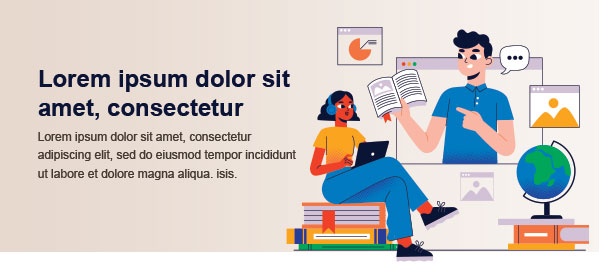 Lorem ipsum dolor sit
amet, consectetur
Lorem ipsum dolor sit amet, consectetur
adipiscing elit, sed do eiusmod tempor incididunt
ut labore et dolore magna aliqua. isis.